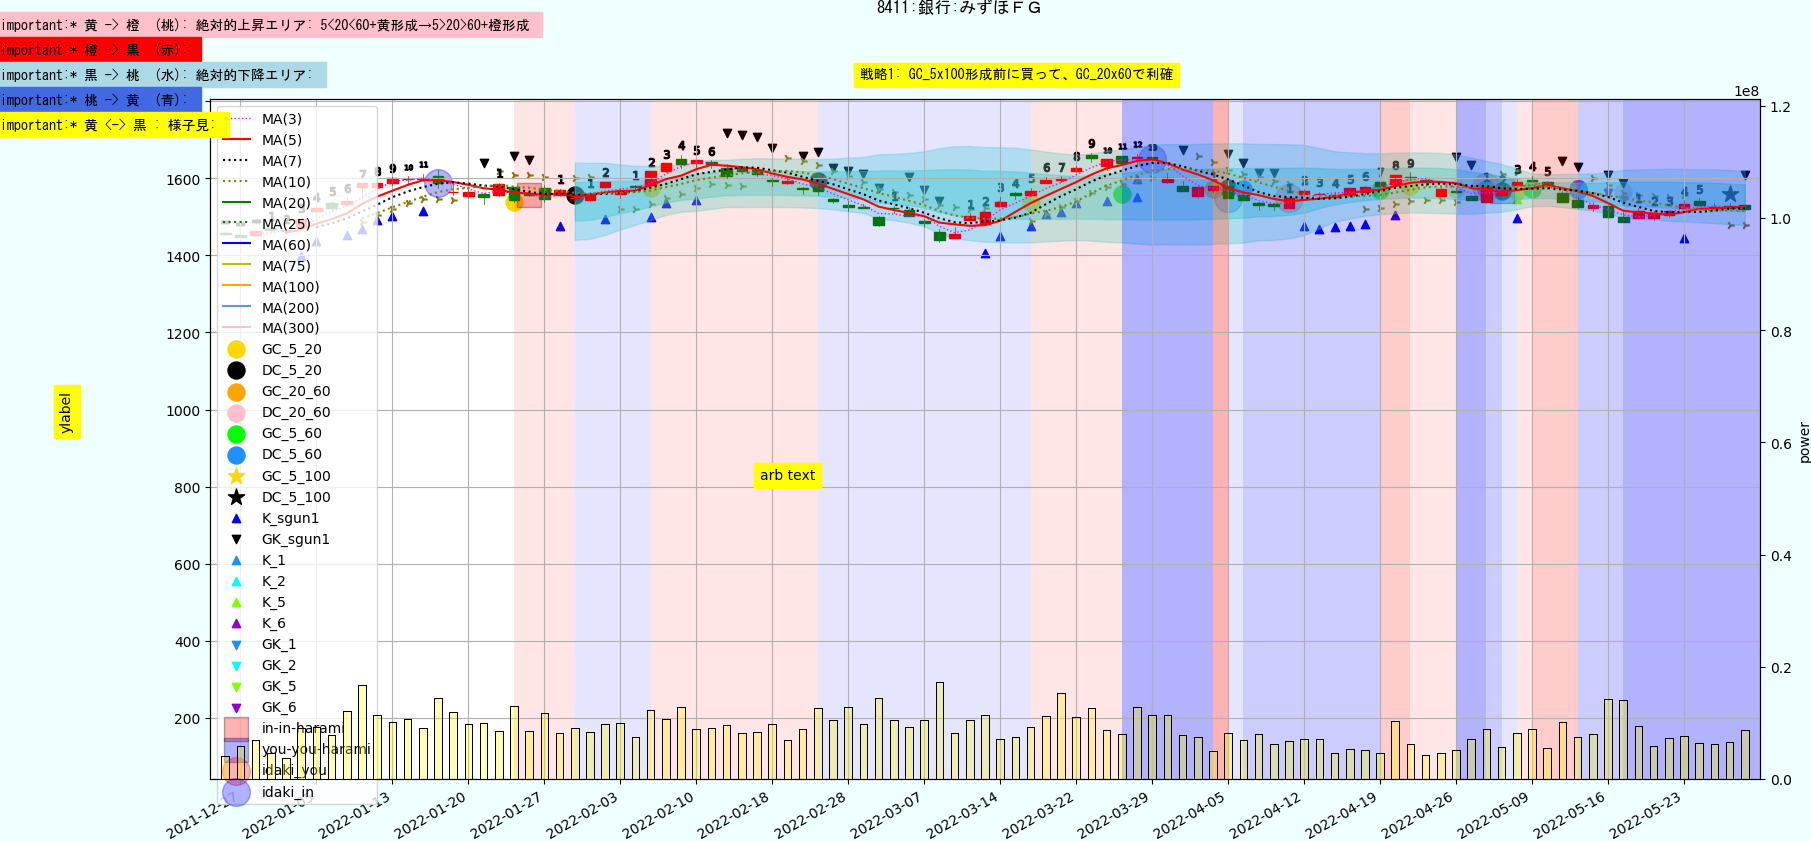 8411:銀行:みずほＦＧ
important:* 黄 -> 橙 （桃）: 絶対的上昇エリア: 5<20<60+黄形成→5>20>60+橙形成
important:* 橙 -> 黒 （赤）:
important:* 黒 -> 桃 （水）: 絶対的下降エリア:
戦略1: GC_5x100形成前に買って、GC_20x60で利確
important:* 桃 -> 黄 （青）:
important:* 黄 <-> 黒 : 様子見:
1e8
MA(3)
MA(5)
MA(7)
MA(10)
MA(20)
MA(25)
MA(60)
MA(75)
MA(100)
MA(200)
MA(300)
GC_5_20
DC_5_20
GC_20_60
DC_20_60
GC_5_60
DC_5_60
GC_5_100
DC_5_100
K_sgun1
GK_sgun1
K_1
K_2
K_5
K_6
GK_1
GK_2
GK_5
GK_6
in-in-harami
you-you-harami
idaki_you
idaki_in
1600
1400
1200
1000
800
600
400
200
ylabel
arb text
1.2
1.0
0.8
0.6
0.4
0.2
0.0
power
2021-12-27
2022-01-05
2022-01-13
2022-01-20
2022-01-27
2022-02-03
2022-02-10
2022-02-18
2022-02-28
2022-03-07
2022-03-14
2022-03-22
2022-03-29
2022-04-05
2022-04-12
2022-04-19
2022-04-26
2022-05-09
2022-05-16
2022-05-23